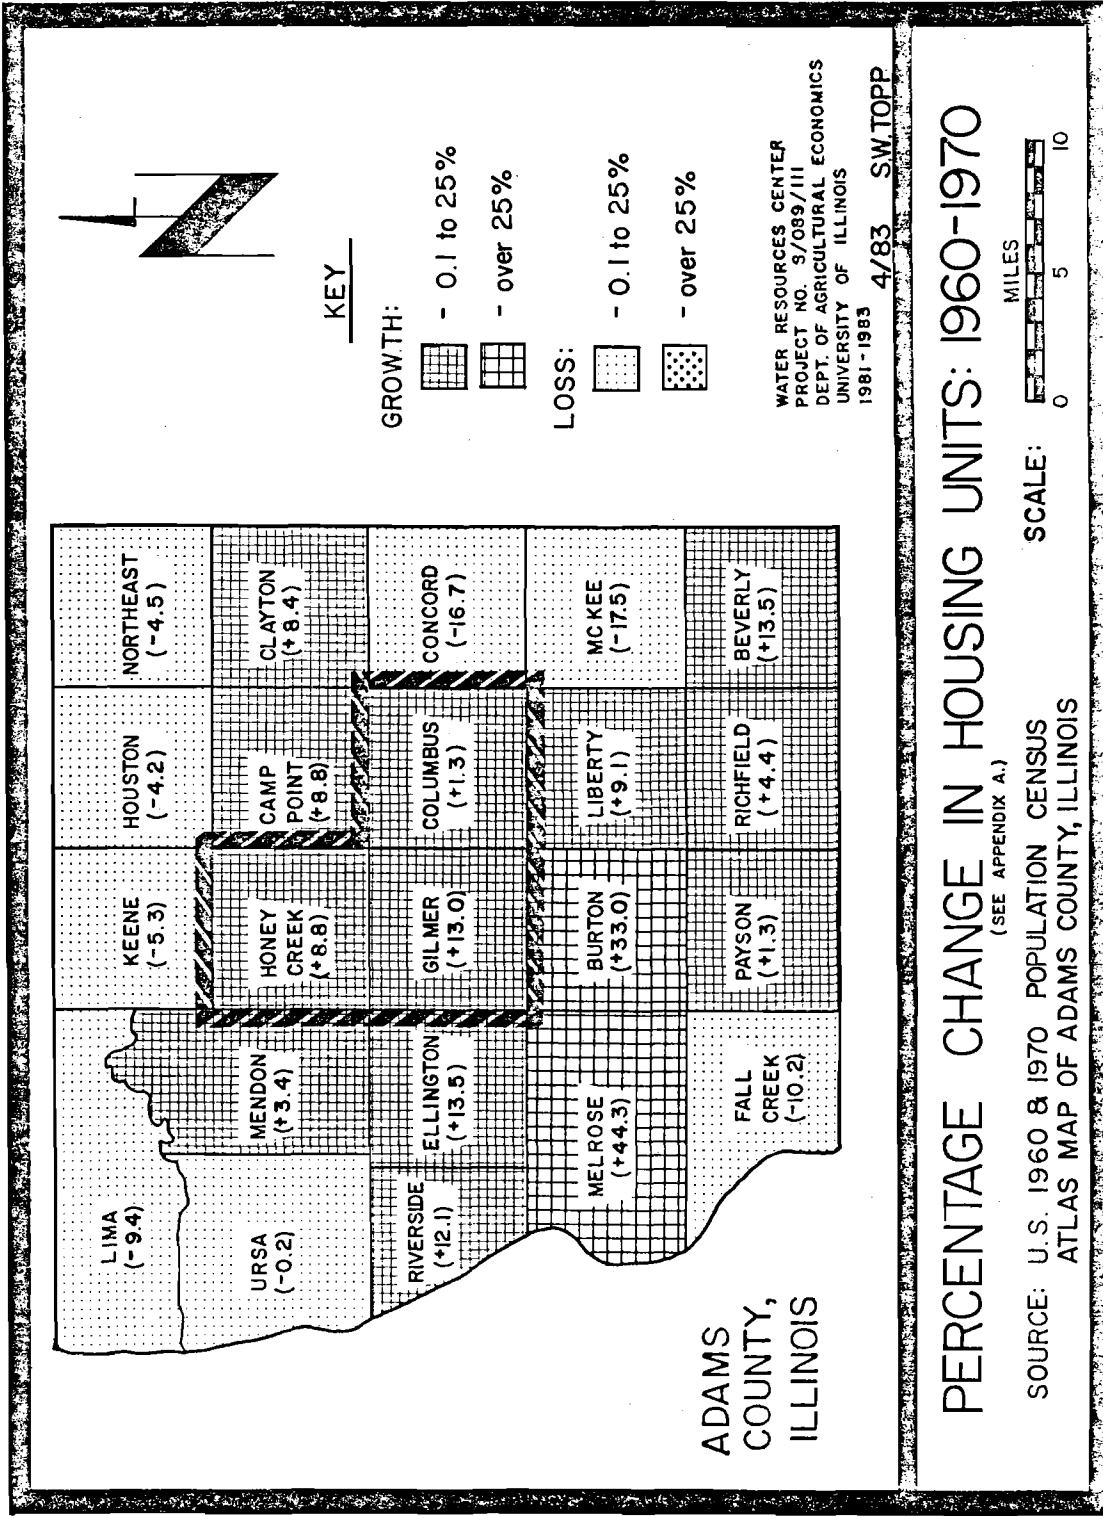 LIMA
(-9.4)
KEENE
(-5.3)
HOUSTON
(-4.2)
NORTHEAST
(-4.5)
URSA
(-0.2)
MENDON
(+3.4)
HONEY
CREEK
(+8.8)
CAMP
POINT
(+8.8)
CLAYTON
(+8.4)
RIVERSIDE
(+12.1)
ELLINGTON
(+13.5)
GILMER
(+13.0)
COLUMBUS
(+1.3)
CONCORD
(-16.7)
MELROSE
(+44.3)
BURTON
(+33.0)
LIBERTY
(+9.1)
MC KEE
(-17.5)
FALL
CREEK
(-10.2)
PAYSON
(+1.3)
RICHFIELD
(+4.4)
BEVERLY
(+13.5)
ADAMS
COUNTY,
ILLINOIS
KEY
GROWTH:
- 0.1 to 25%
- over 25%
LOSS:
- 0.1 to 25%
- over 25%
WATER RESOURCES CENTER
PROJECT NO. S/089/111
DEPT. OF AGRICULTURAL ECONOMICS
UNIVERSITY OF ILLINOIS
1981-1983
4/83 S.W. TOPP
PERCENTAGE CHANGE IN HOUSING UNITS: 1960-1970
(SEE APPENDIX A.)
SOURCE: U.S. 1960 & 1970 POPULATION CENSUS
ATLAS MAP OF ADAMS COUNTY, ILLINOIS
SCALE:
MILES
0 5 10